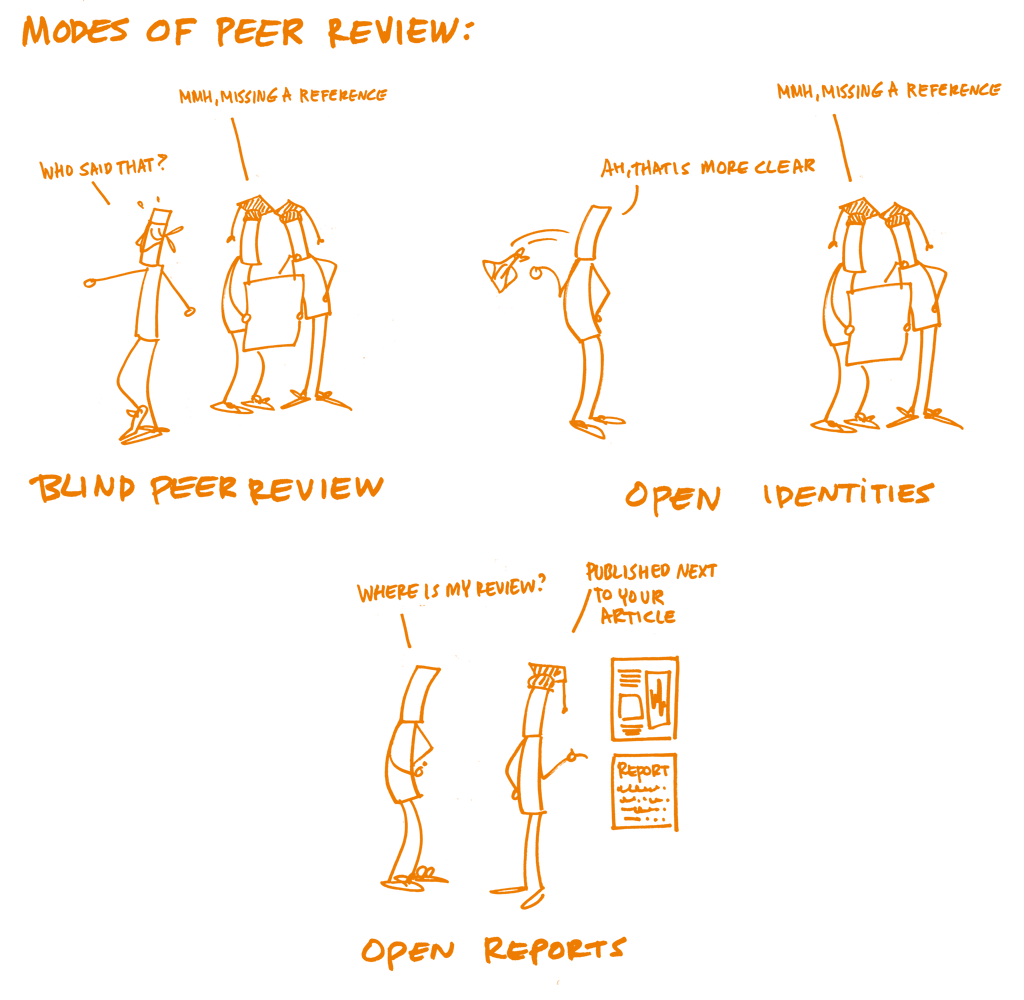 MODES OF PEER REVIEW:
MMH, MISSING A REFERENCE
WHO SAID THAT?
BLIND PEER REVIEW
MMH, MISSING A REFERENCE
AH, THAT IS MORE CLEAR
OPEN IDENTITIES
WHERE IS MY REVIEW?
PUBLISHED NEXT
TO YOUR
ARTICLE
REPORT
OPEN REPORTS